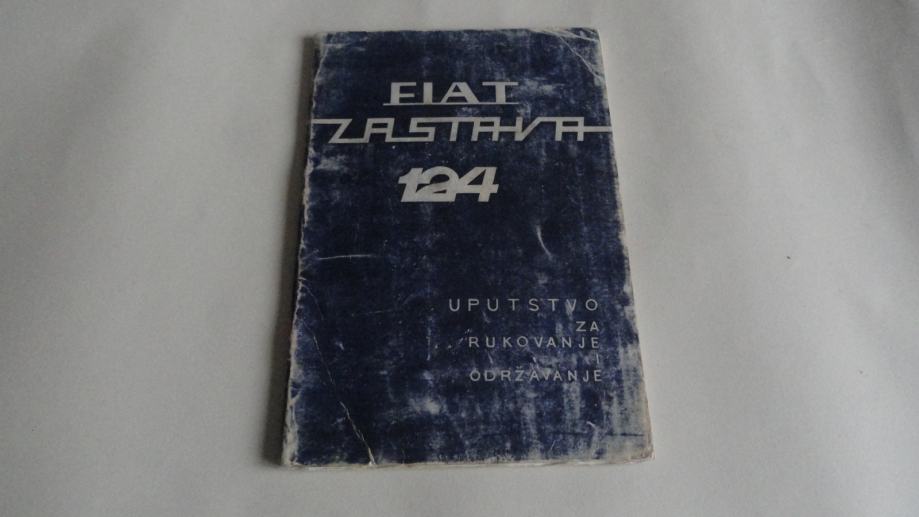 FIAT
ZASTAVA
124
UPUTSTVO
ZA
RUKOVANJE
I
ODRŽAVANJE